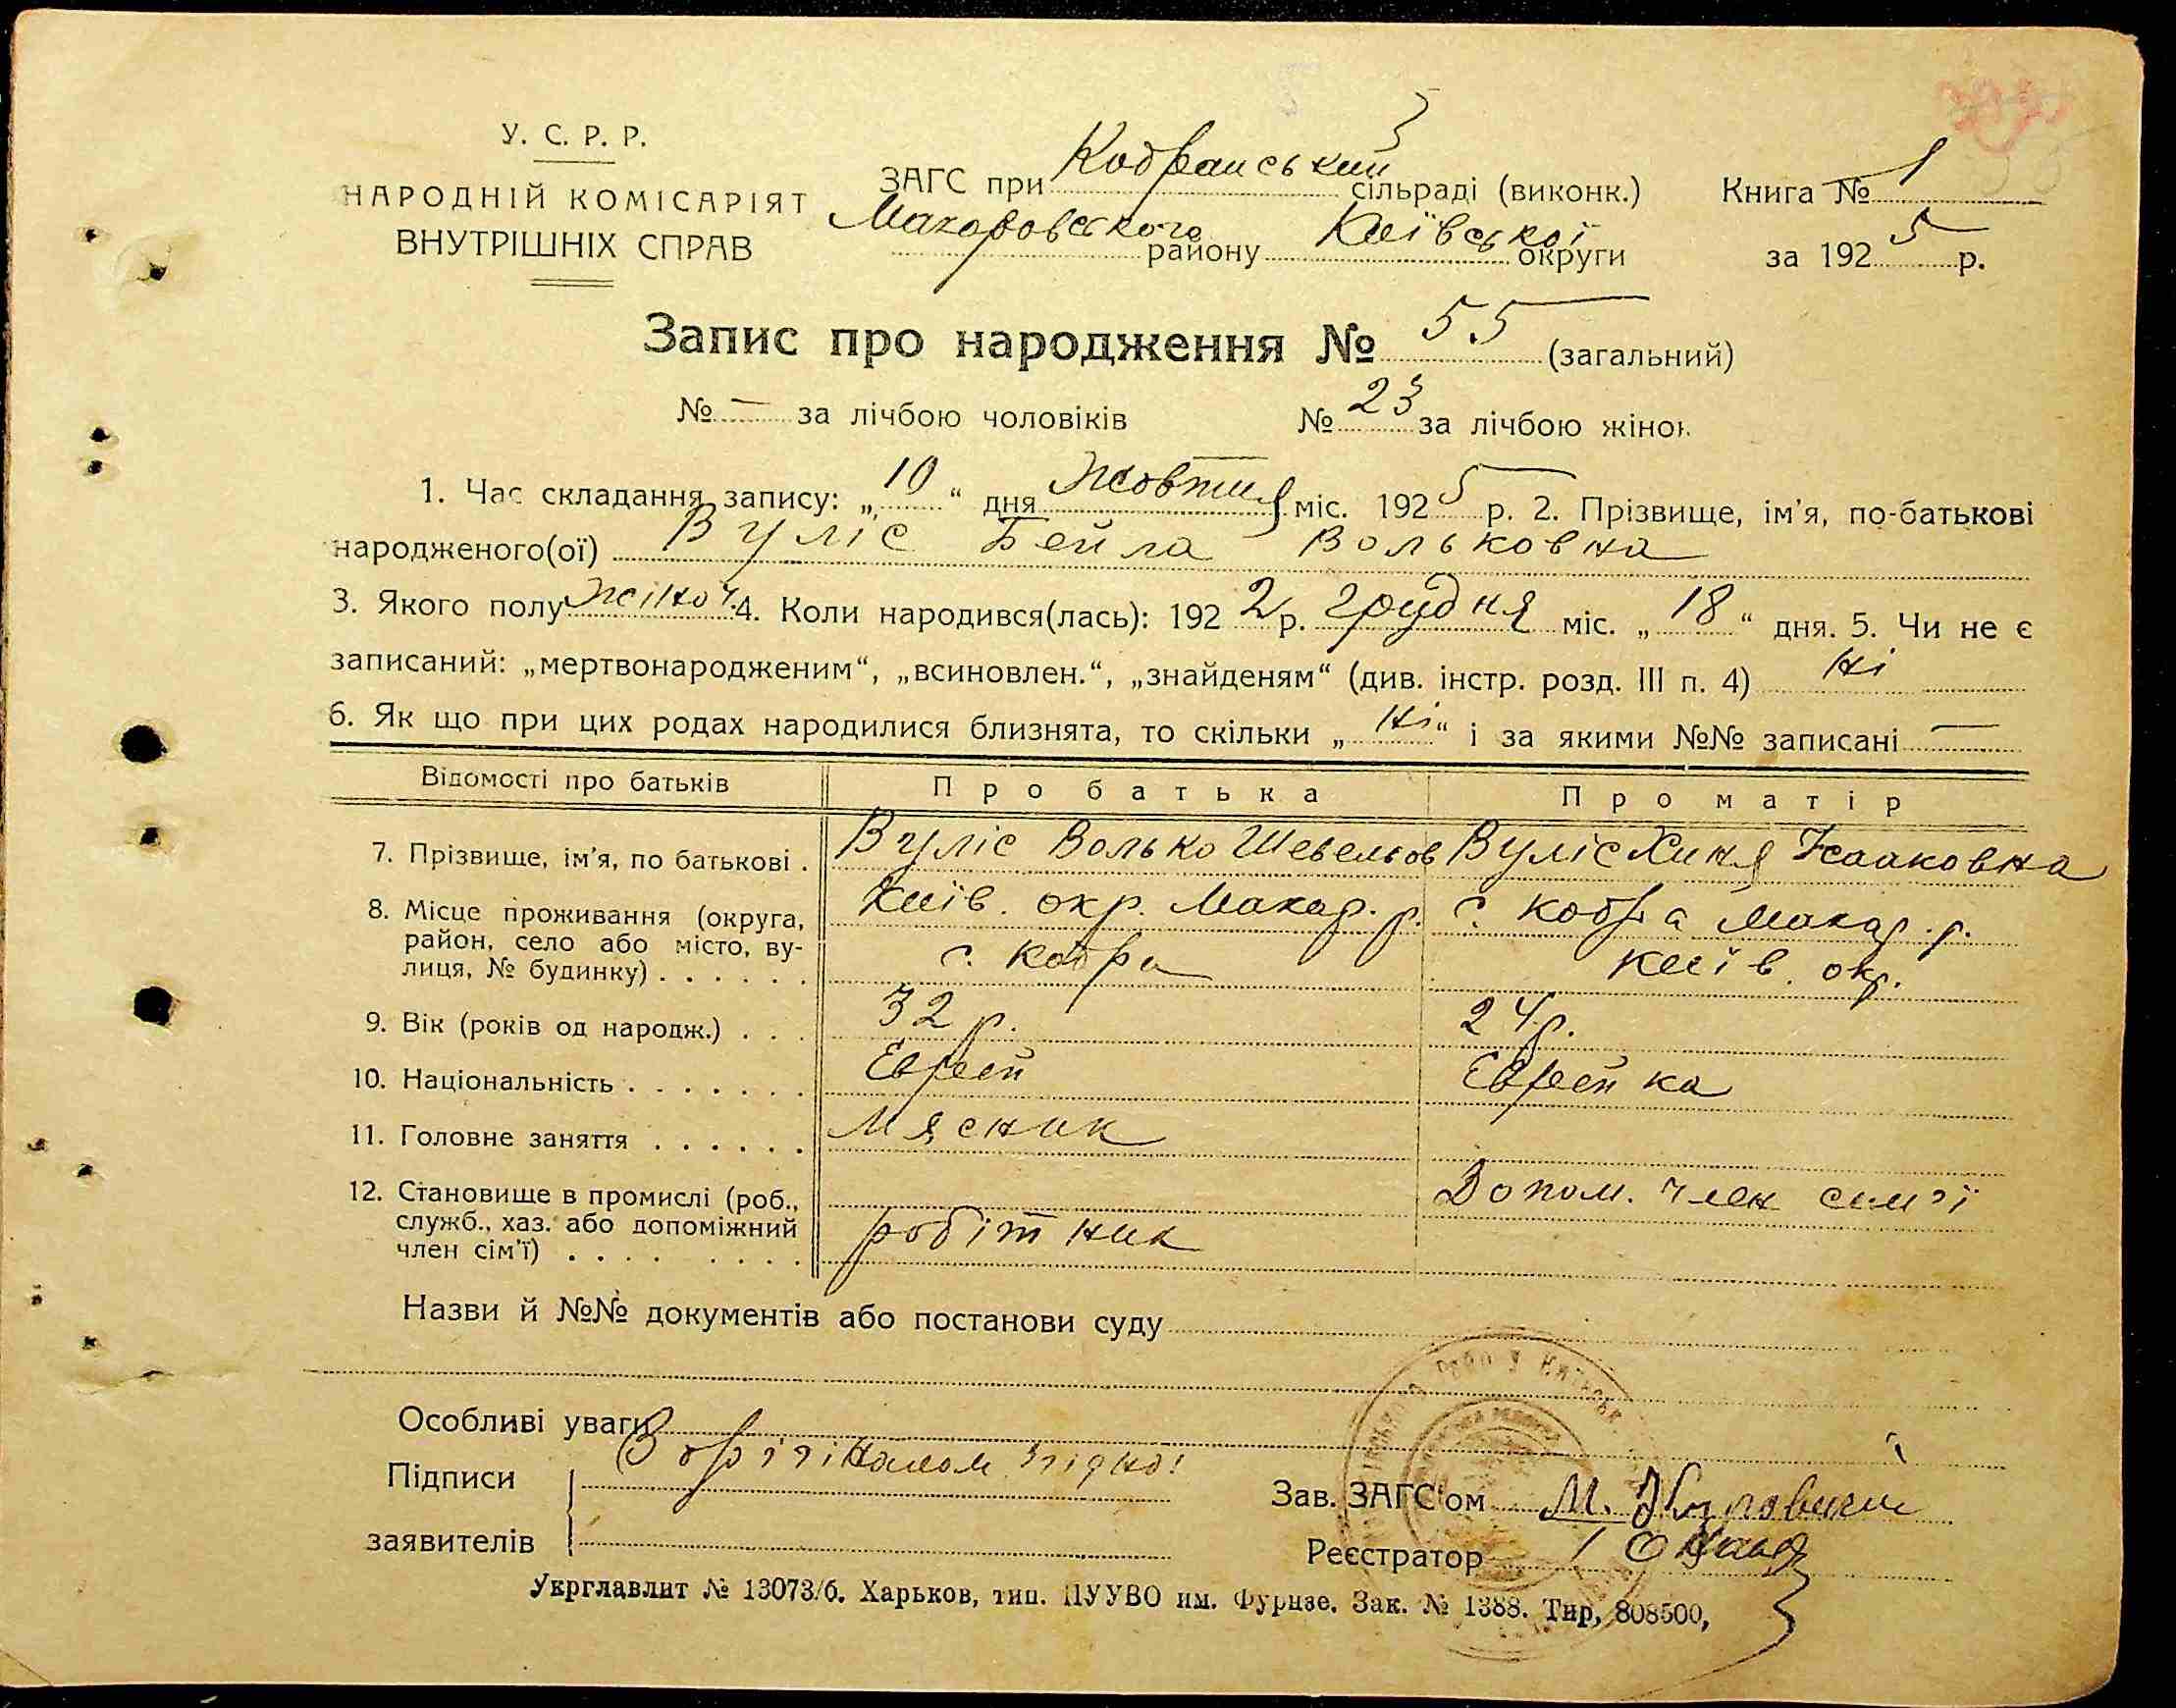 У. С. Р. Р.
НАРОДНІЙ КОМІСАРІЯТ
ВНУТРІШНІХ СПРАВ
ЗАГС при Кодранський сільраді (виконк.)
Макаровського району Київської округи
Книга № 1
за 1925 р.
Запис про народження № 55 (загальний)
№ — за лічбою чоловіків № 23 за лічбою жінок
1. Час складання запису: „10“ дня Жовтня міс. 1925 р. 2. Прізвище, ім'я, по-батькові
народженого(ої) Вуліс Бейла Вольковна
3. Якого полу жіноч. 4. Коли народився(лась): 1922 р. грудня міс. „18“ дня. 5. Чи не є
записаний: „мертвонародженим“, „всиновлен.“, „знайденям“ (див. інстр. розд. III п. 4) ні
6. Як що при цих родах народилися близнята, то скільки „ні“ і за якими №№ записані —
Відомості про батьків Про батька Про матір
7. Прізвище, ім'я, по батькові . Вуліс Волько Шевельов Вуліс Хиня Ісааковна
8. Місце проживання (округа, район, село або місто, вулиця, № будинку) . . . . . .
Київ. окр. Макар. р.
с. Кодра
с. Кодра Макар. р.
Київ. окр.
9. Вік (років од народж.) . . . 32 р. 24 р.
10. Національність . . . . . . . Еврей Еврейка
11. Головне заняття . . . . . . Мясник
12. Становище в промислі (роб., служб., хаз. або допоміжний член сім'ї) . . . . . . . .
робітник
Допом. член сем'ї
Назви й №№ документів або постанови суду
Особливі уваги
З орігіналом згідно!
Підписи
заявителів
Зав. ЗАГС'ом М.
Реєстратор
Укрглавлит № 13073/б. Харьков, тип. ПУУВО им. Фурнзе. Зак. № 1388. Тир, 808500,